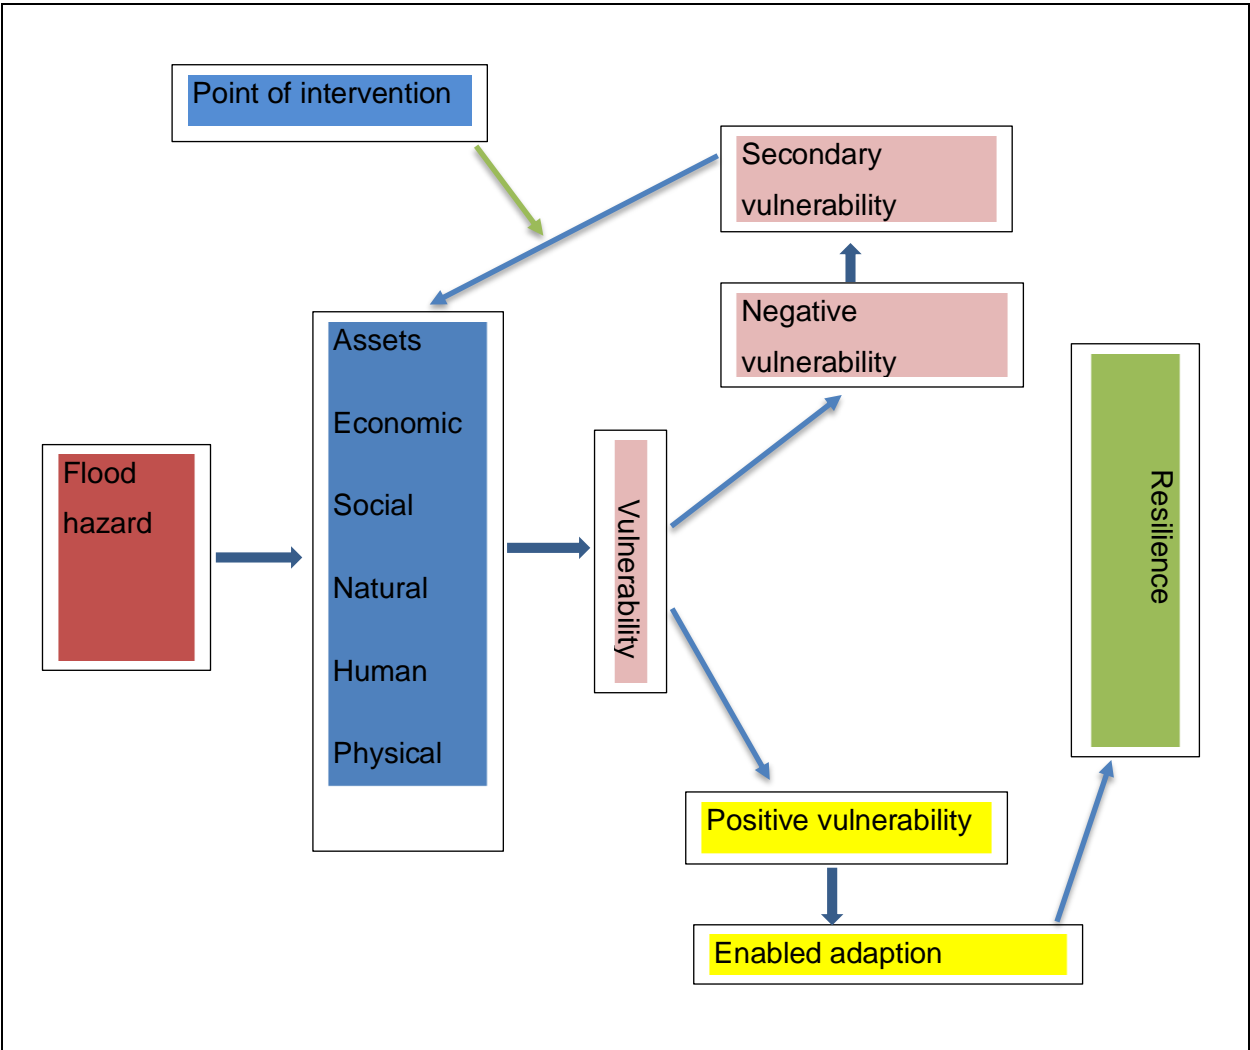 Point of intervention
Secondary
vulnerability
Negative
vulnerability
Assets
Economic
Social
Natural
Human
Physical
Flood
hazard
Vulnerability
Resilience
Positive vulnerability
Enabled adaption